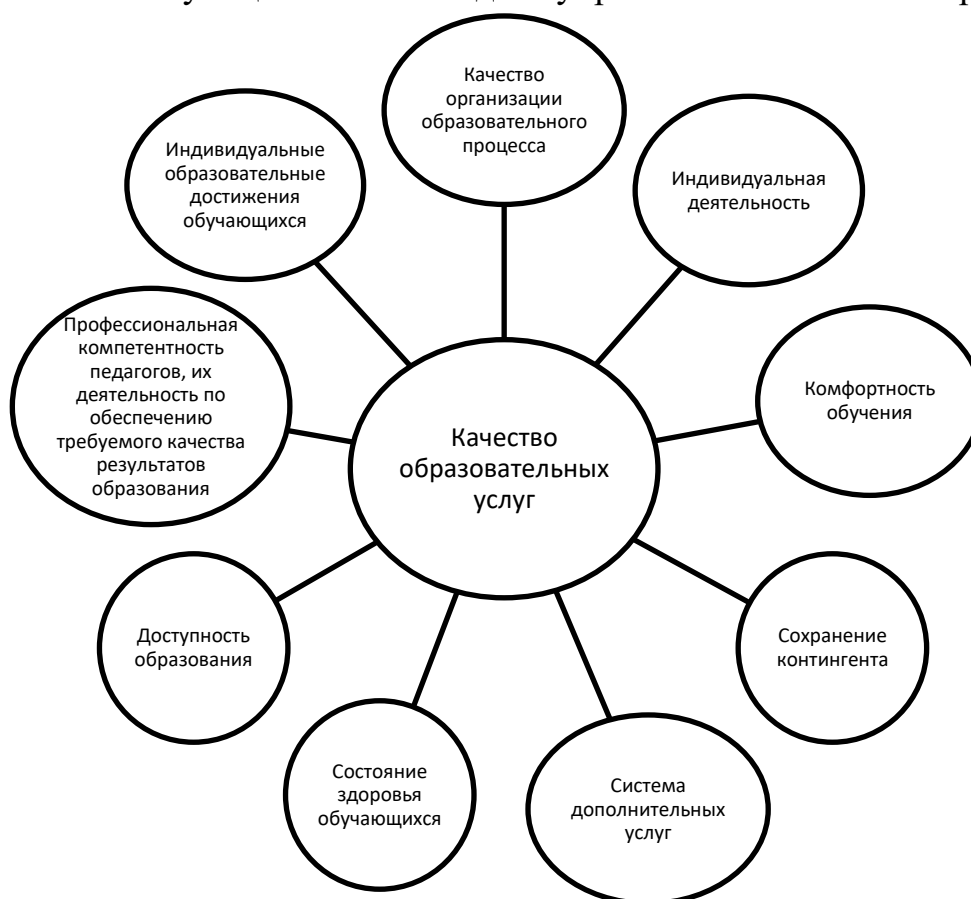 Качество
организации
образовательного
процесса
Индивидуальные
образовательные
достижения
обучающихся
Индивидуальная
деятельность
Профессиональная
компетентность
педагогов, их
деятельность по
обеспечению
требуемого качества
результатов
образования
Комфортность
обучения
Качество
образовательных
услуг
Доступность
образования
Сохранение
контингента
Состояние
здоровья
обучающихся
Система
дополнительных
услуг